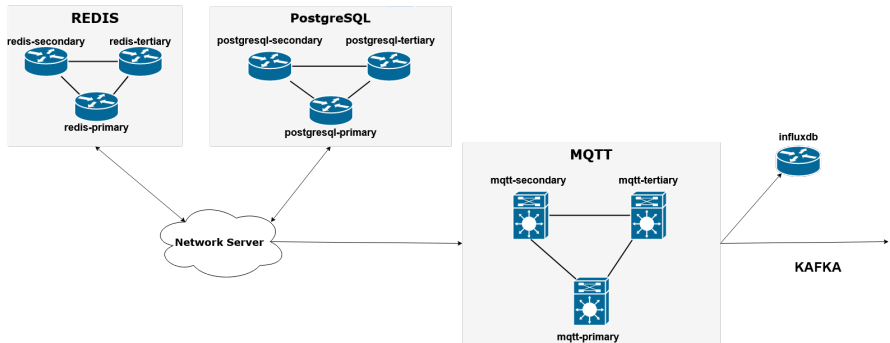 REDIS
redis-secondary
redis-tertiary
redis-primary
PostgreSQL
postgresql-secondary
postgresql-tertiary
postgresql-primary
Network Server
MQTT
mqtt-secondary
mqtt-tertiary
mqtt-primary
influxdb
KAFKA